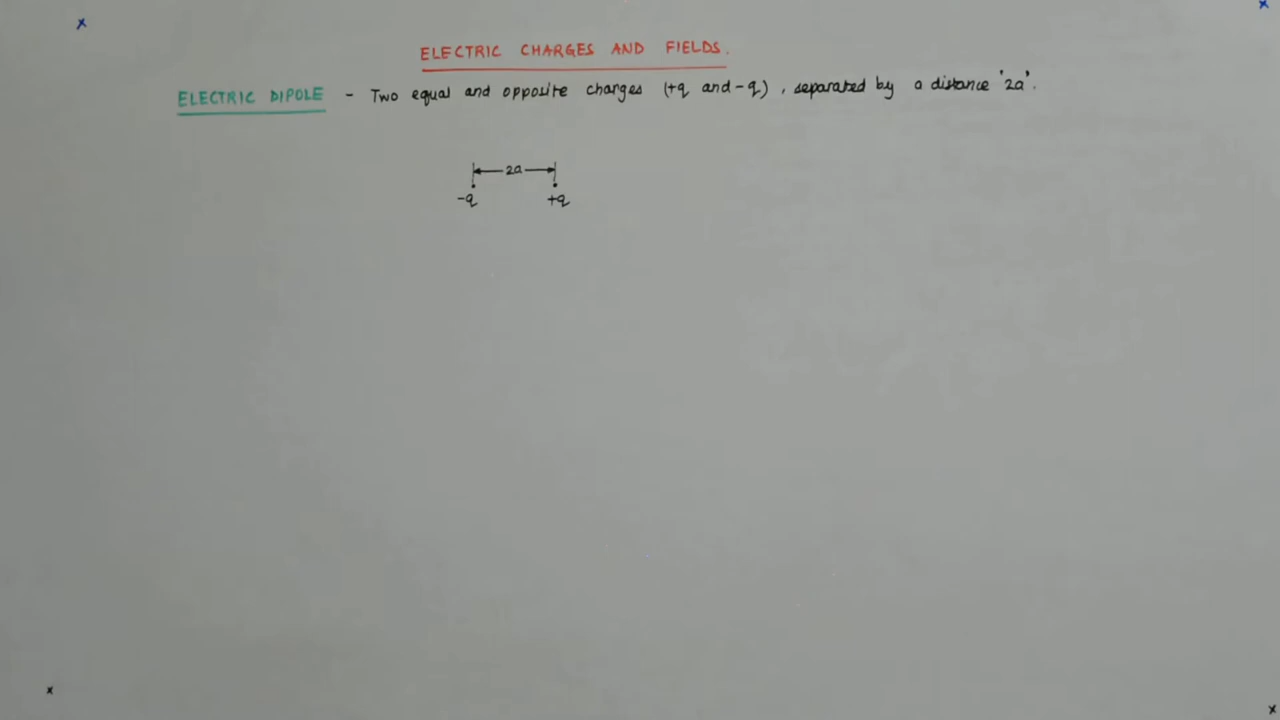 ELECTRIC CHARGES AND FIELDS.
ELECTRIC DIPOLE - Two equal and opposite charges (+q and -q), separated by a distance '2a'.
2a
-q +q